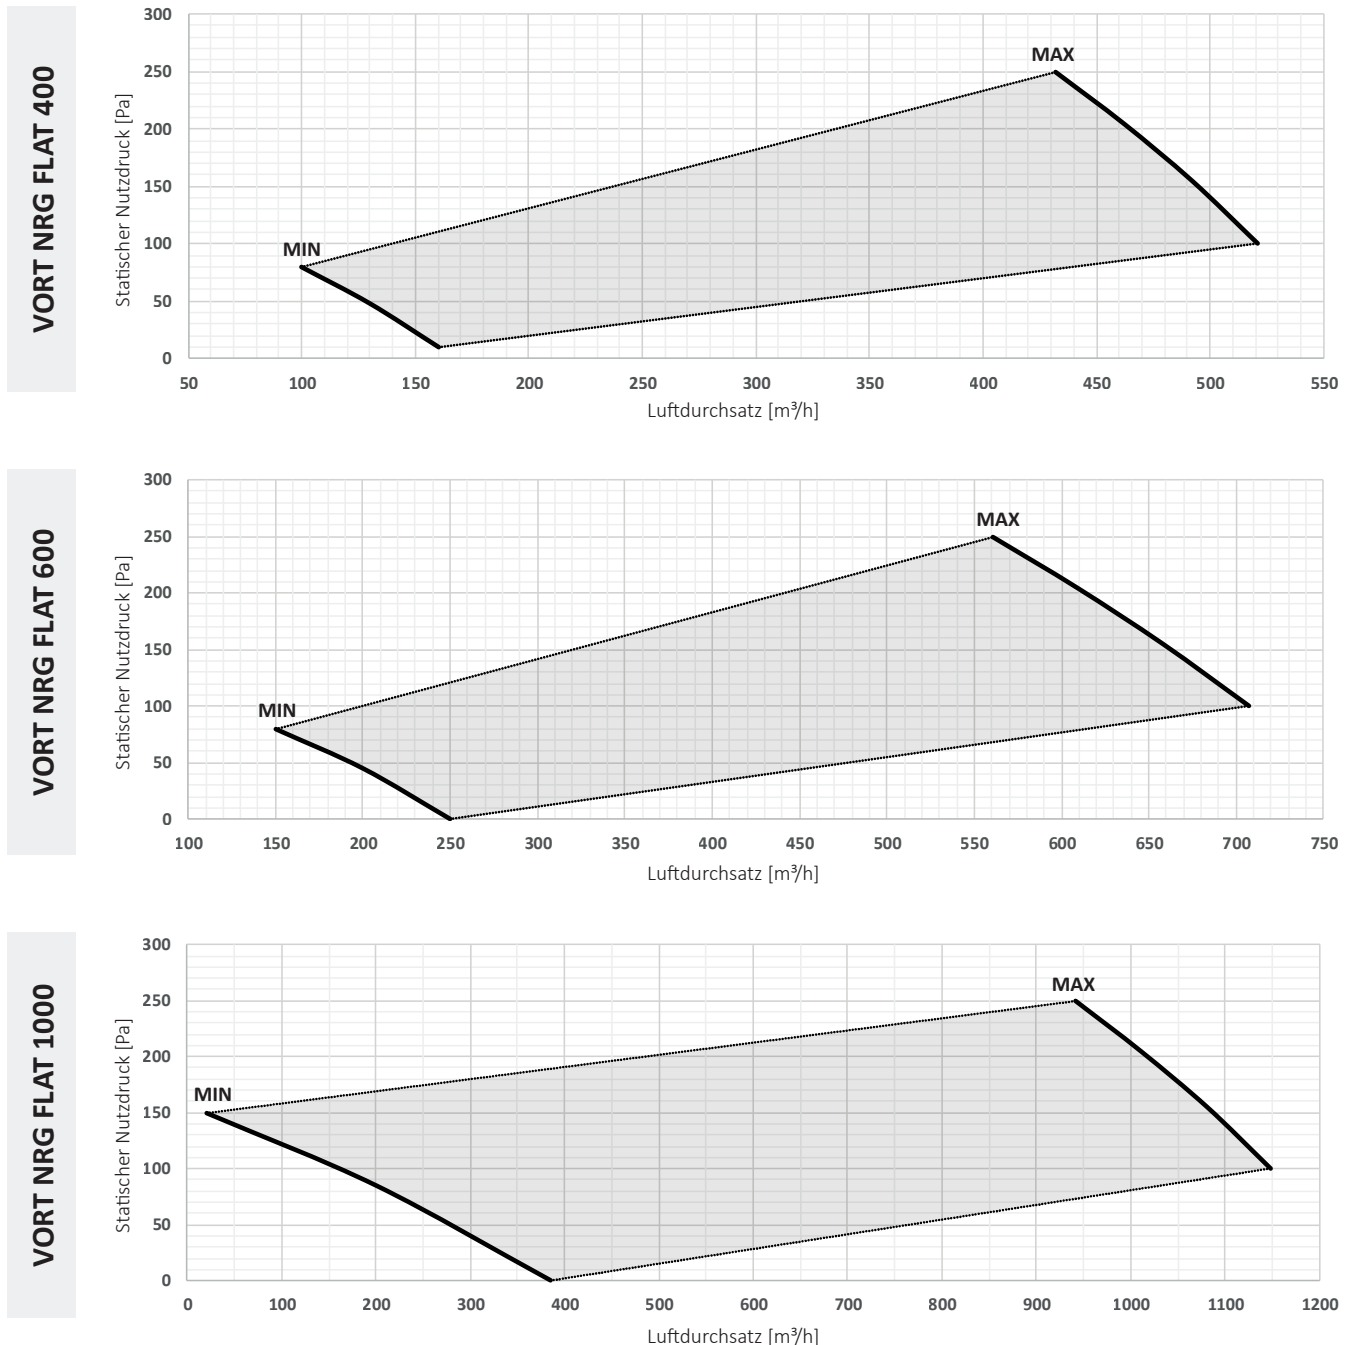 VORT NRG FLAT 400
Statischer Nutzdruck [Pa]
300
250
200
150
100
50
0
MIN
MAX
50 100 150 200 250 300 350 400 450 500 550
Luftdurchsatz [m³/h]
VORT NRG FLAT 600
Statischer Nutzdruck [Pa]
300
250
200
150
100
50
0
MIN
MAX
100 150 200 250 300 350 400 450 500 550 600 650 700 750
Luftdurchsatz [m³/h]
VORT NRG FLAT 1000
Statischer Nutzdruck [Pa]
300
250
200
150
100
50
0
MIN
MAX
0 100 200 300 400 500 600 700 800 900 1000 1100 1200
Luftdurchsatz [m³/h]